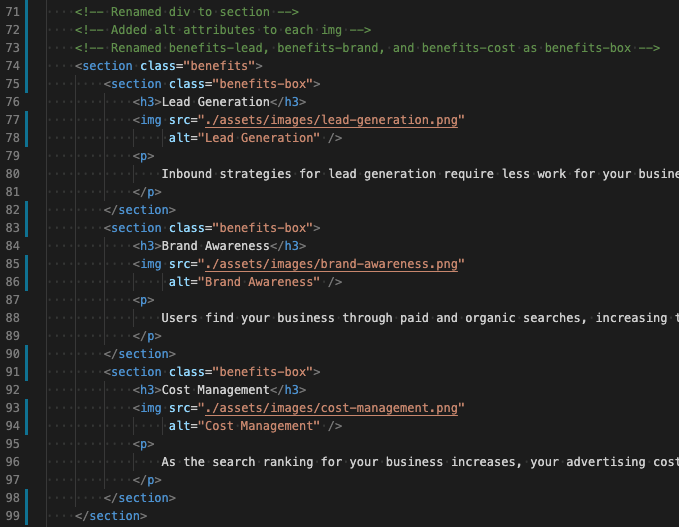 71 <!-- Renamed div to section -->
72 <!-- Added alt attributes to each img -->
73 <!-- Renamed benefits-lead, benefits-brand, and benefits-cost as benefits-box -->
74 <section class="benefits">
75 <section class="benefits-box">
76 <h3>Lead Generation</h3>
77 <img src="./assets/images/lead-generation.png"
78 alt="Lead Generation" />
79 <p>
80 Inbound strategies for lead generation require less work for your busine
81 </p>
82 </section>
83 <section class="benefits-box">
84 <h3>Brand Awareness</h3>
85 <img src="./assets/images/brand-awareness.png"
86 alt="Brand Awareness" />
87 <p>
88 Users find your business through paid and organic searches, increasing t
89 </p>
90 </section>
91 <section class="benefits-box">
92 <h3>Cost Management</h3>
93 <img src="./assets/images/cost-management.png"
94 alt="Cost Management" />
95 <p>
96 As the search ranking for your business increases, your advertising cost
97 </p>
98 </section>
99 </section>